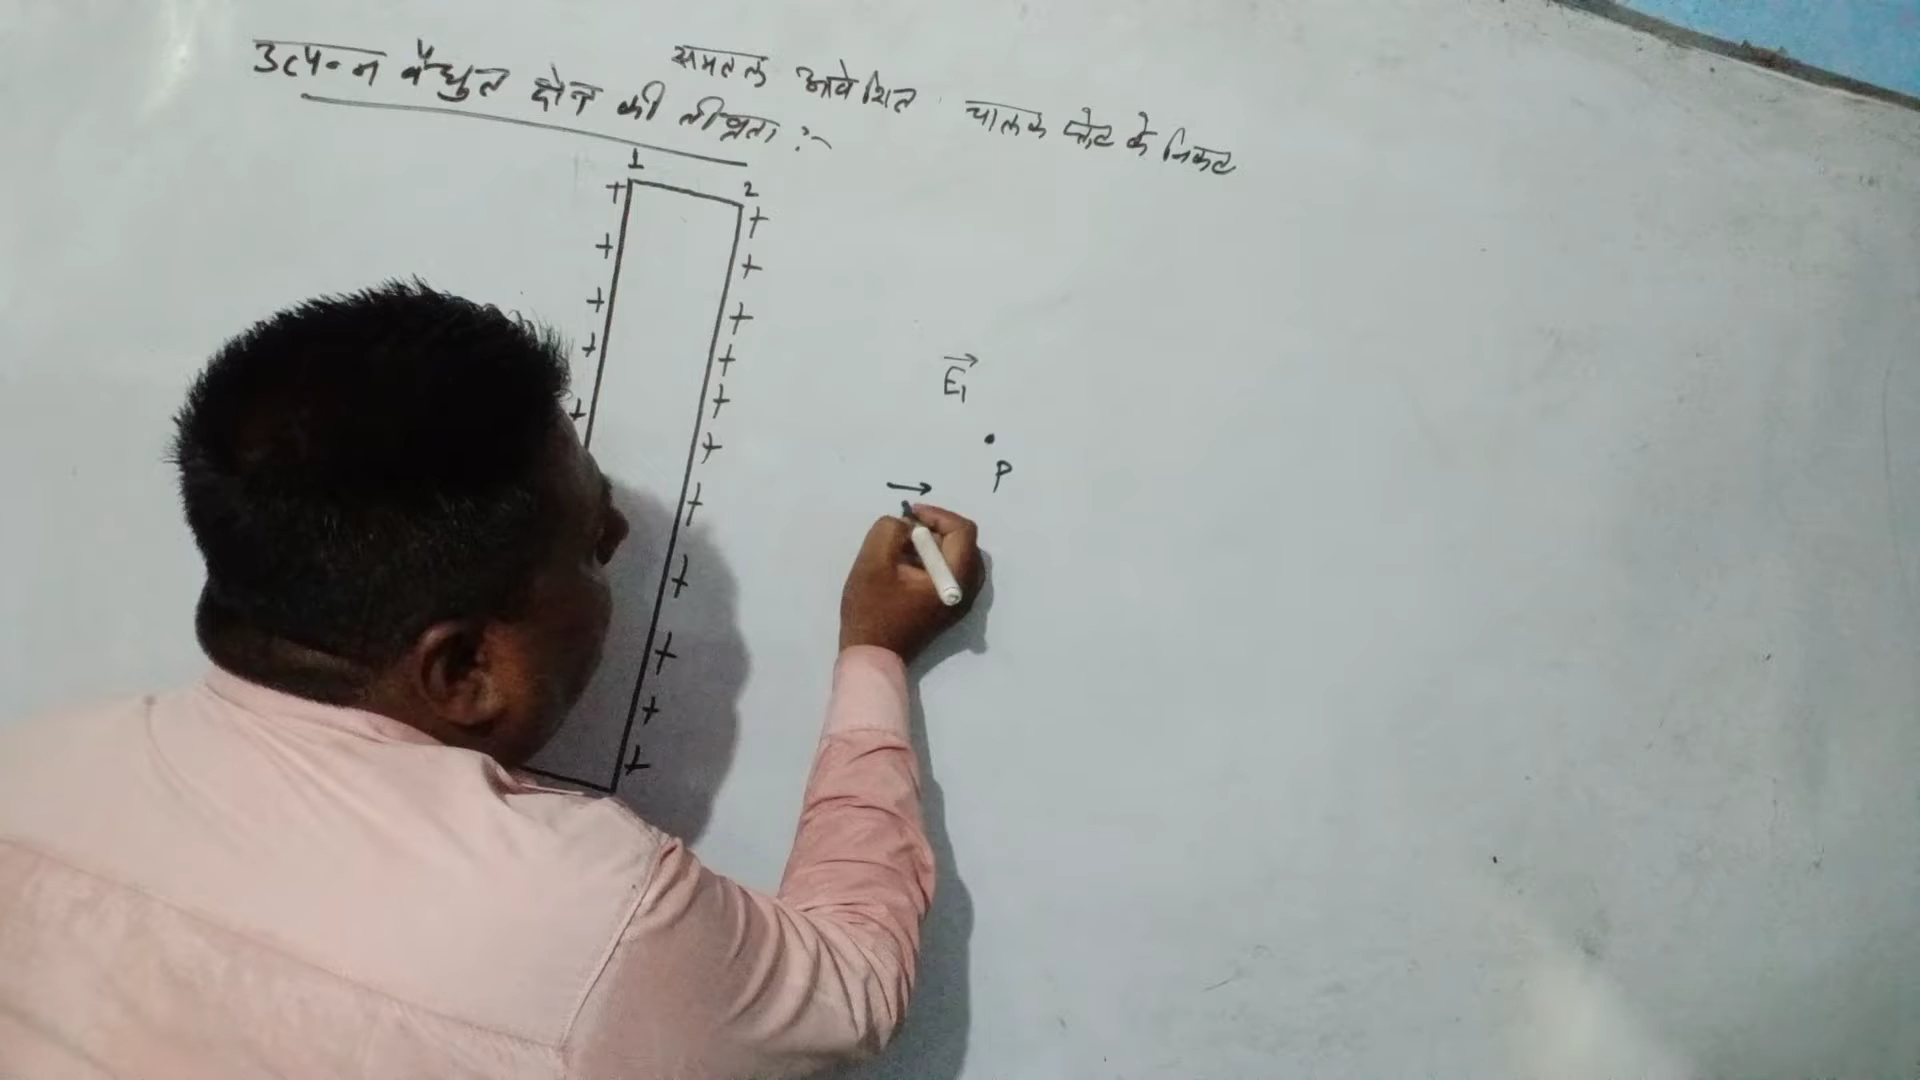 समतल आवेशित चालक प्लेट के निकट
उत्पन्न वैद्युत क्षेत्र की तीव्रता :-
1
2
+ + + + +
+ + + + + + + + + + +
E₁
P